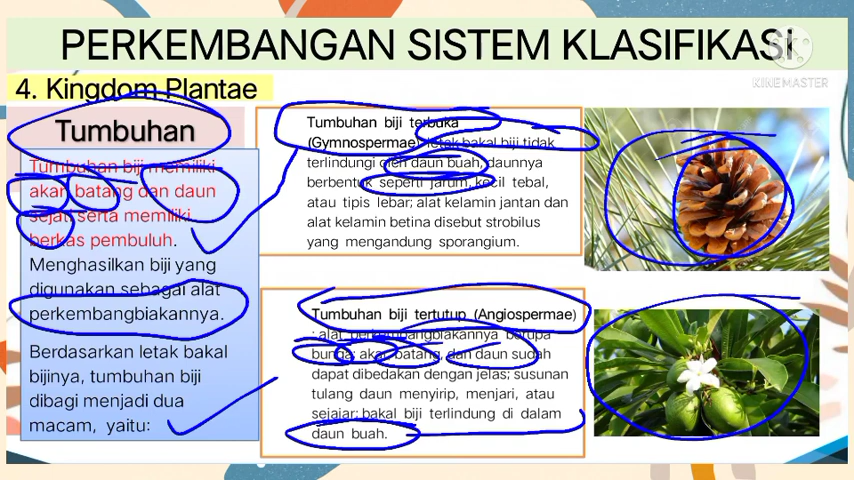 PERKEMBANGAN SISTEM KLASIFIKASI
KINEMASTER
4. Kingdom Plantae
Tumbuhan
Tumbuhan biji memiliki
akar, batang dan daun
sejati serta memiliki
berkas pembuluh.
Menghasilkan biji yang
digunakan sebagai alat
perkembangbiakannya.
Berdasarkan letak bakal
bijinya, tumbuhan biji
dibagi menjadi dua
macam, yaitu:
Tumbuhan biji terbuka
(Gymnospermae) letak bakal biji tidak
terlindungi oleh daun buah, daunnya
berbentuk seperti jarum, kecil tebal,
atau tipis lebar; alat kelamin jantan dan
alat kelamin betina disebut strobilus
yang mengandung sporangium.
Tumbuhan biji tertutup (Angiospermae)
: alat perkembangbiakannya berupa
bunga; akar, batang, dan daun sudah
dapat dibedakan dengan jelas; susunan
tulang daun menyirip, menjari, atau
sejajar; bakal biji terlindung di dalam
daun buah.